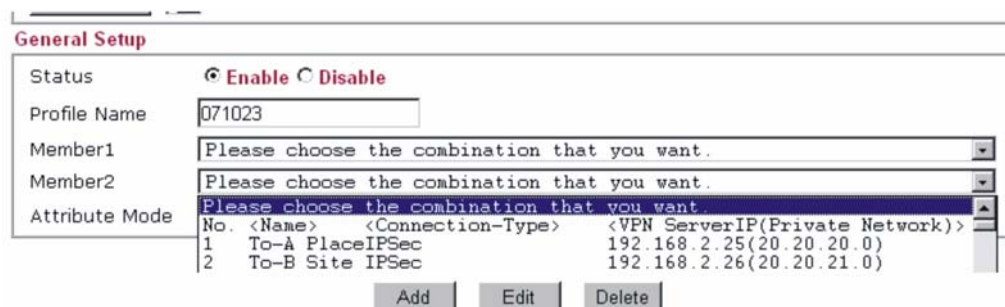 General Setup
Status Enable Disable
Profile Name 071023
Member1 Please choose the combination that you want.
Member2 Please choose the combination that you want.
Attribute Mode
Please choose the combination that you want.
No. <Name> <Connection-Type> <VPN ServerIP(Private Network)>
1 To-A PlaceIPSec 192.168.2.25(20.20.20.0)
2 To-B Site IPSec 192.168.2.26(20.20.21.0)
Add Edit Delete